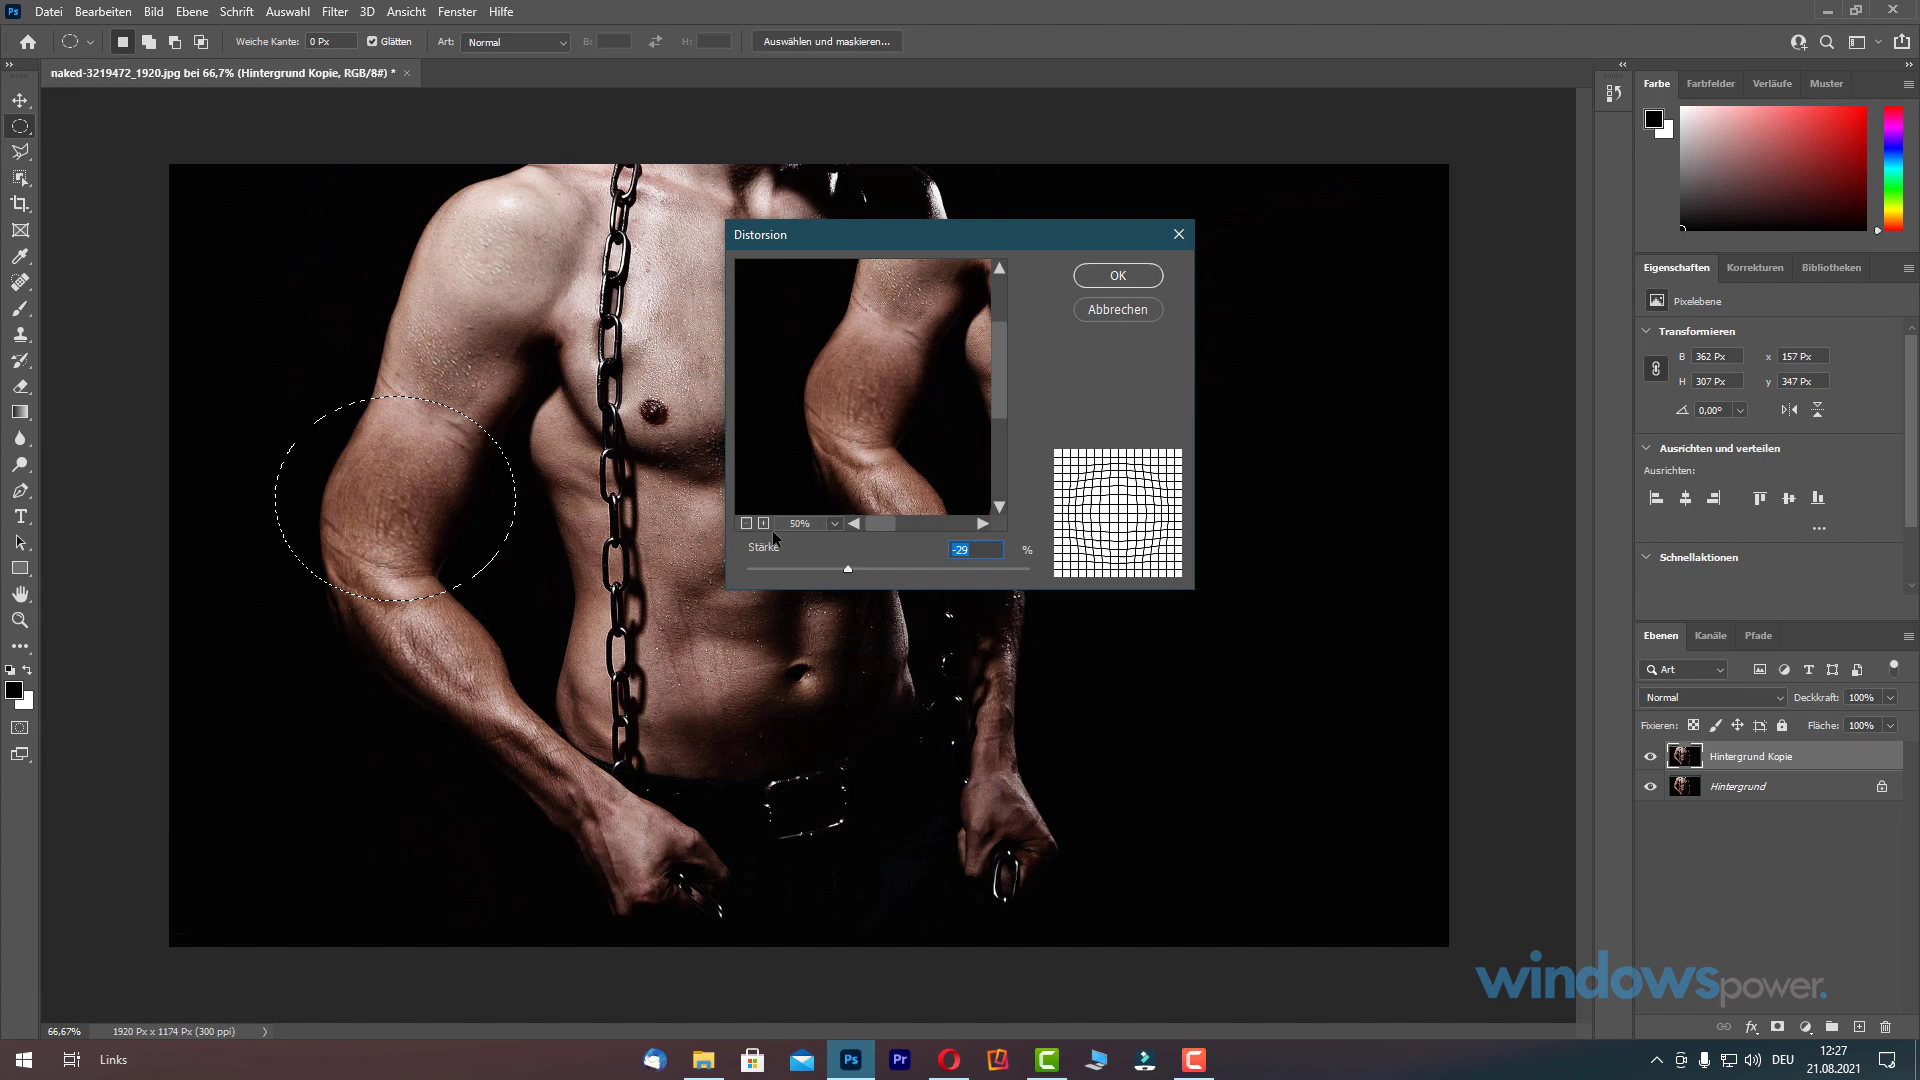 Ps Datei Bearbeiten Bild Ebene Schrift Auswahl Filter 3D Ansicht Fenster Hilfe
Weiche Kante: 0 Px Glätten Art: Normal B: H: Auswählen und maskieren...
naked-3219472_1920.jpg bei 66,7% (Hintergrund Kopie, RGB/8#) *
Farbe Farbfelder Verläufe Muster
Distorsion
OK
Abbrechen
50%
Stärke -29 %
Eigenschaften Korrekturen Bibliotheken
Pixelebene
Transformieren
B 362 Px x 157 Px
H 307 Px y 347 Px
0,00°
Ausrichten und verteilen
Ausrichten:
Schnellaktionen
Ebenen Kanäle Pfade
Art
Normal Deckkraft: 100%
Fixieren: Fläche: 100%
Hintergrund Kopie
Hintergrund
windowspower.
66,67% 1920 Px x 1174 Px (300 ppi)
Links Ps Pr DEU 12:27
21.08.2021